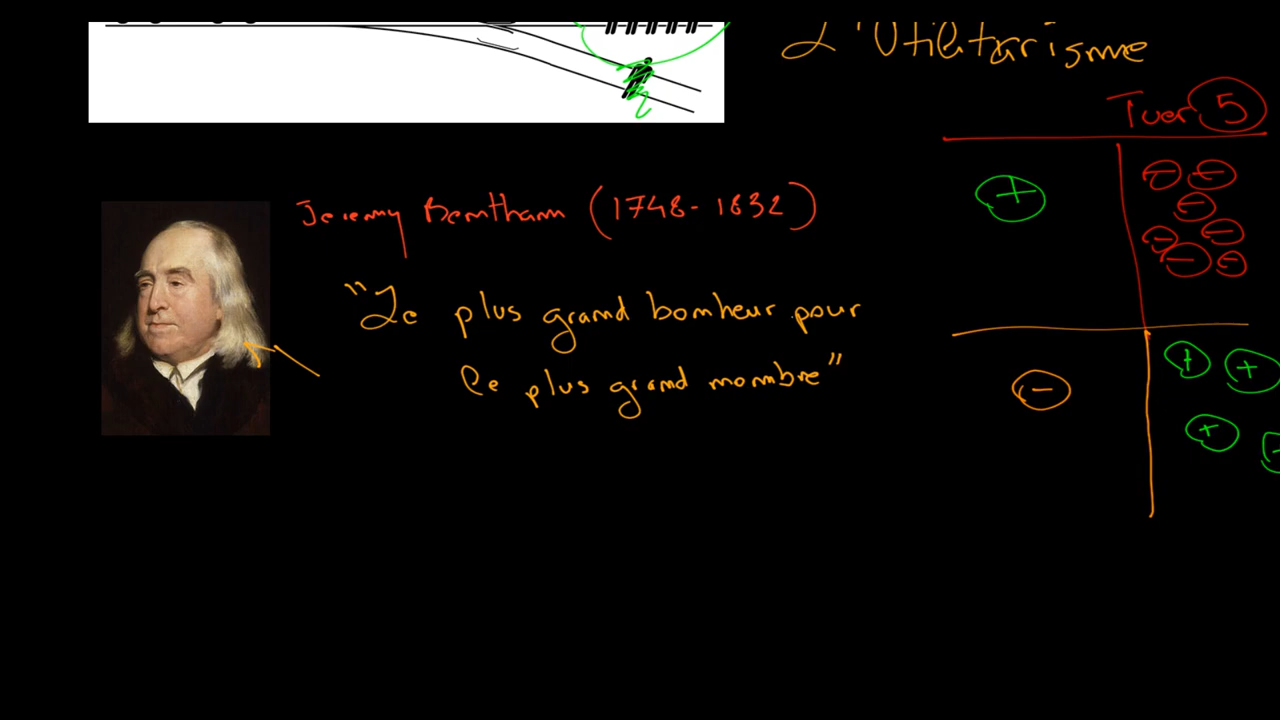 L'Utilitarisme
Tuer 5
Jeremy Bentham (1748-1832)
"Le plus grand bonheur pour
le plus grand nombre"